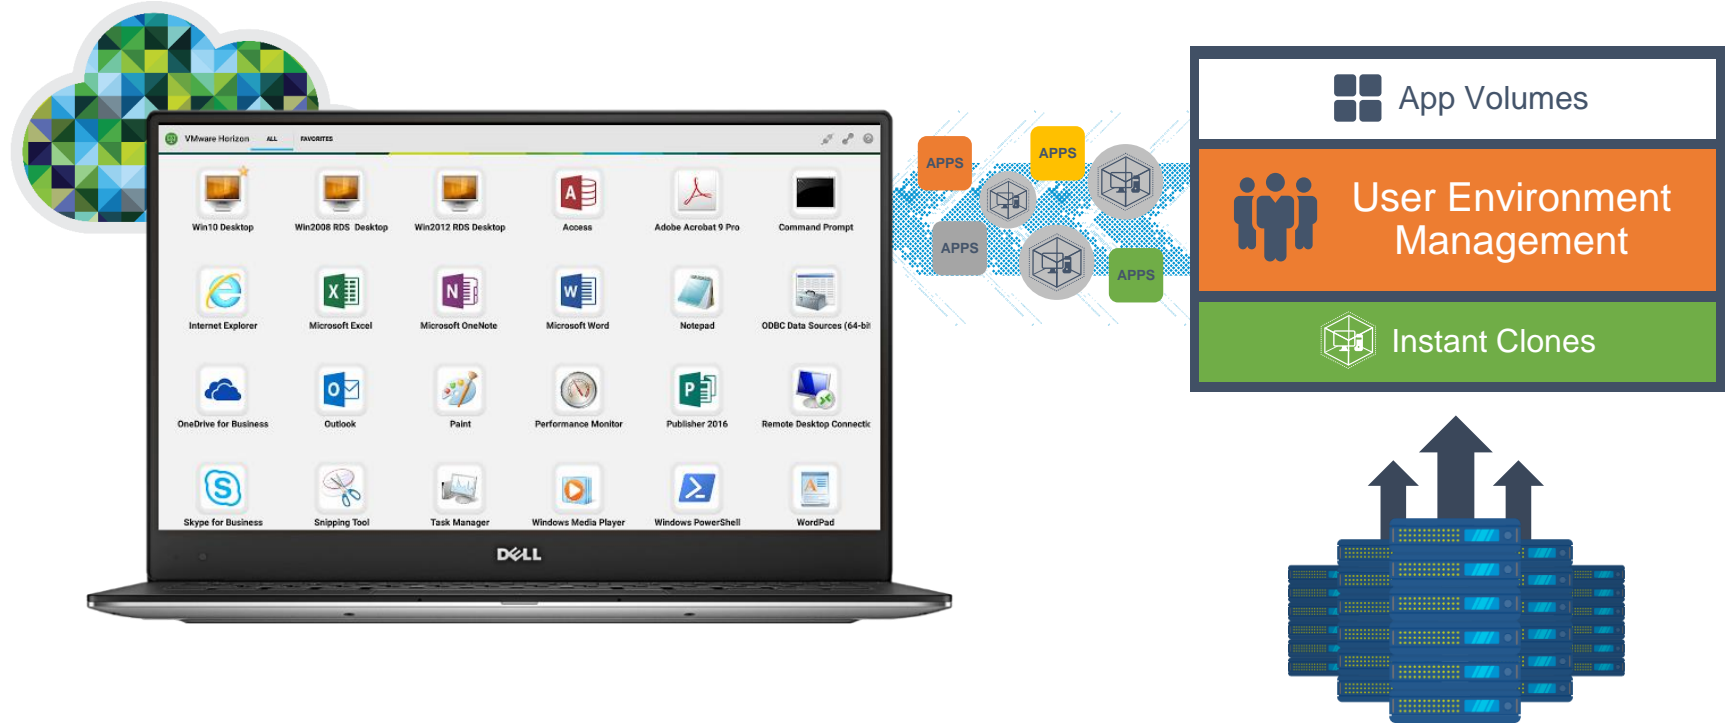 VMware Horizon ALL FAVORITES
Win10 Desktop
Win2008 RDS Desktop
Win2012 RDS Desktop
Access
Adobe Acrobat 9 Pro
Command Prompt
Internet Explorer
Microsoft Excel
Microsoft OneNote
Microsoft Word
Notepad
ODBC Data Sources (64-bit
OneDrive for Business
Outlook
Paint
Performance Monitor
Publisher 2016
Remote Desktop Connectic
Skype for Business
Snipping Tool
Task Manager
Windows Media Player
Windows PowerShell
WordPad
DELL
APPS
APPS
APPS
APPS
App Volumes
User Environment
Management
Instant Clones